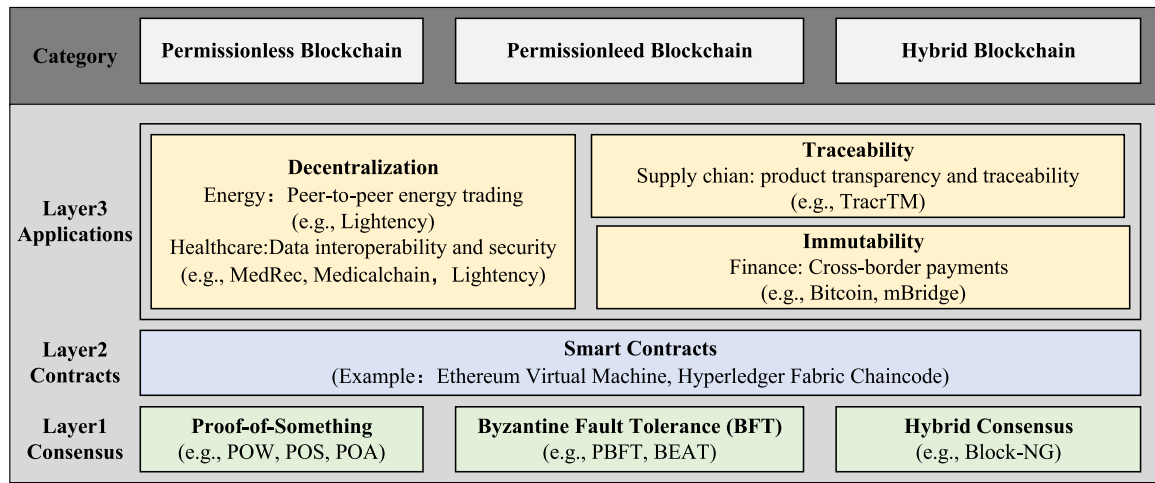 Category
Permissionless Blockchain
Permissionleed Blockchain
Hybrid Blockchain
Layer3
Applications
Decentralization
Energy：Peer-to-peer energy trading
(e.g., Lightency)
Healthcare:Data interoperability and security
(e.g., MedRec, Medicalchain，Lightency)
Traceability
Supply chian: product transparency and traceability
(e.g., TracrTM)
Immutability
Finance: Cross-border payments
(e.g., Bitcoin, mBridge)
Layer2
Contracts
Smart Contracts
(Example：Ethereum Virtual Machine, Hyperledger Fabric Chaincode)
Layer1
Consensus
Proof-of-Something
(e.g., POW, POS, POA)
Byzantine Fault Tolerance (BFT)
(e.g., PBFT, BEAT)
Hybrid Consensus
(e.g., Block-NG)